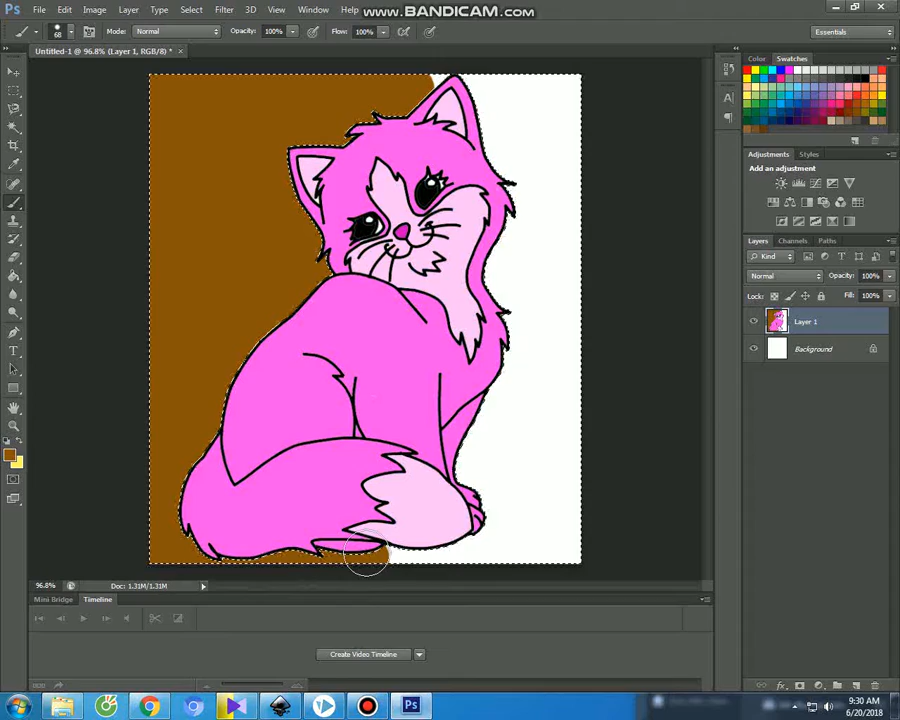 Ps File Edit Image Layer Type Select Filter 3D View Window Help
www.BANDICAM.com
68 Mode: Normal Opacity: 100% Flow: 100% Essentials
Untitled-1 @ 96.8% (Layer 1, RGB/8) * ×
Color Swatches
Adjustments Styles
Add an adjustment
Layers Channels Paths
Kind
Normal Opacity: 100%
Lock: Fill: 100%
Layer 1
Background
96.8% Doc: 1.31M/1.31M
Mini Bridge Timeline
Create Video Timeline
Ps
9:30 AM
6/20/2018